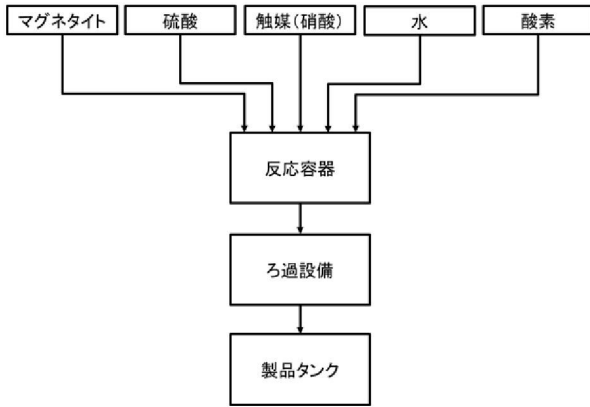 マグネタイト
硫酸
触媒(硝酸)
水
酸素
反応容器
ろ過設備
製品タンク